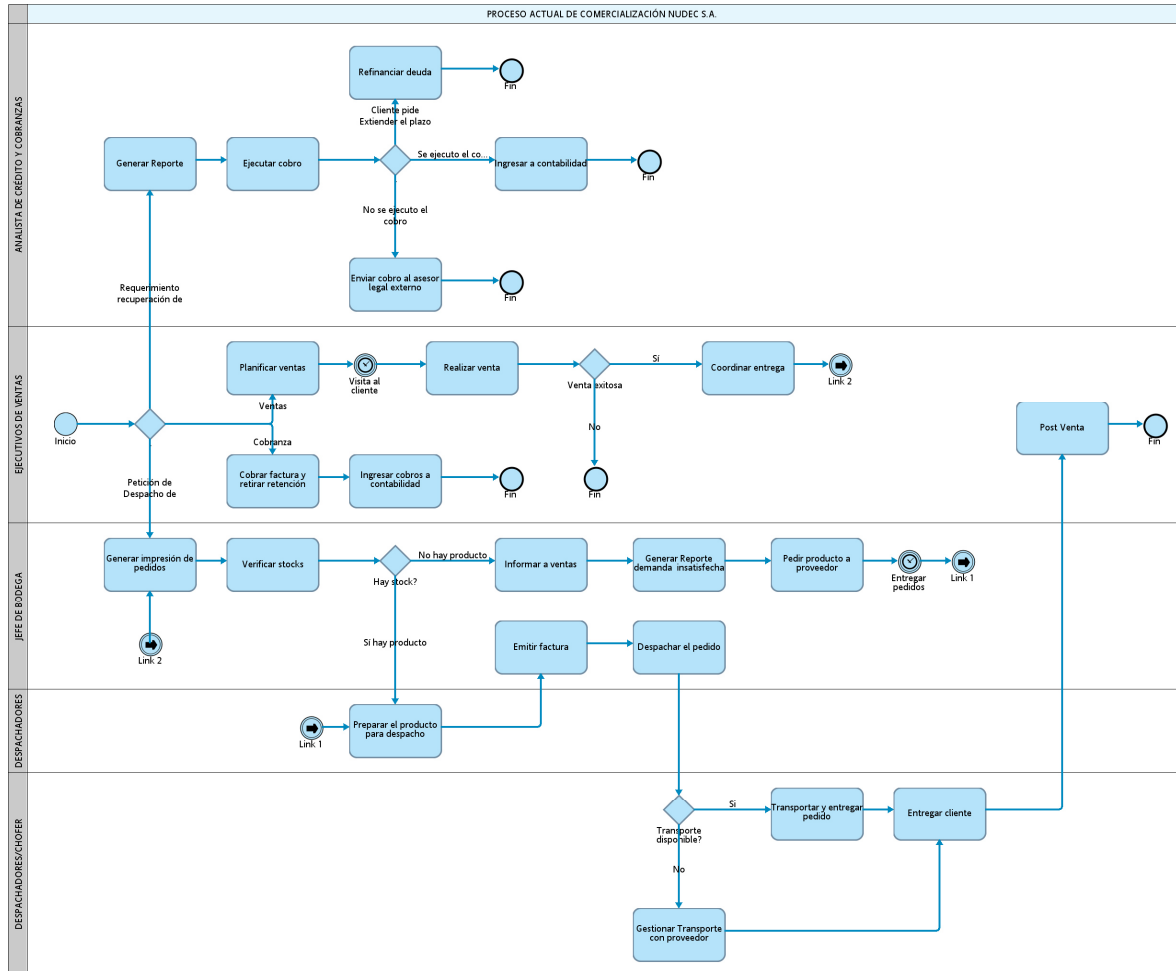 PROCESO ACTUAL DE COMERCIALIZACIÓN NUDEC S.A.
ANALISTA DE CRÉDITO Y COBRANZAS
Refinanciar deuda
Fin
Cliente pide
Extiender el plazo
Generar Reporte
Ejecutar cobro
Se ejecuto el co...
Ingresar a contabilidad
Fin
No se ejecuto el
cobro
Enviar cobro al asesor
legal externo
Fin
Requerimiento
recuperación de
EJECUTIVOS DE VENTAS
Planificar ventas
Visita al
cliente
Realizar venta
Venta exitosa
Sí
Coordinar entrega
Link 2
Inicio
Ventas
Cobranza
No
Post Venta
Fin
Cobrar factura y
retirar retención
Ingresar cobros a
contabilidad
Fin
Fin
Petición de
Despacho de
JEFE DE BODEGA
Generar impresión de
pedidos
Verificar stocks
Hay stock?
No hay producto
Informar a ventas
Generar Reporte
demanda insatisfecha
Pedir producto a
proveedor
Entregar
pedidos
Link 1
Link 2
Sí hay producto
Emitir factura
Despachar el pedido
DESPACHADORES
Link 1
Preparar el producto
para despacho
DESPACHADORES/CHOFER
Transporte
disponible?
Si
Transportar y entregar
pedido
Entregar cliente
No
Gestionar Transporte
con proveedor